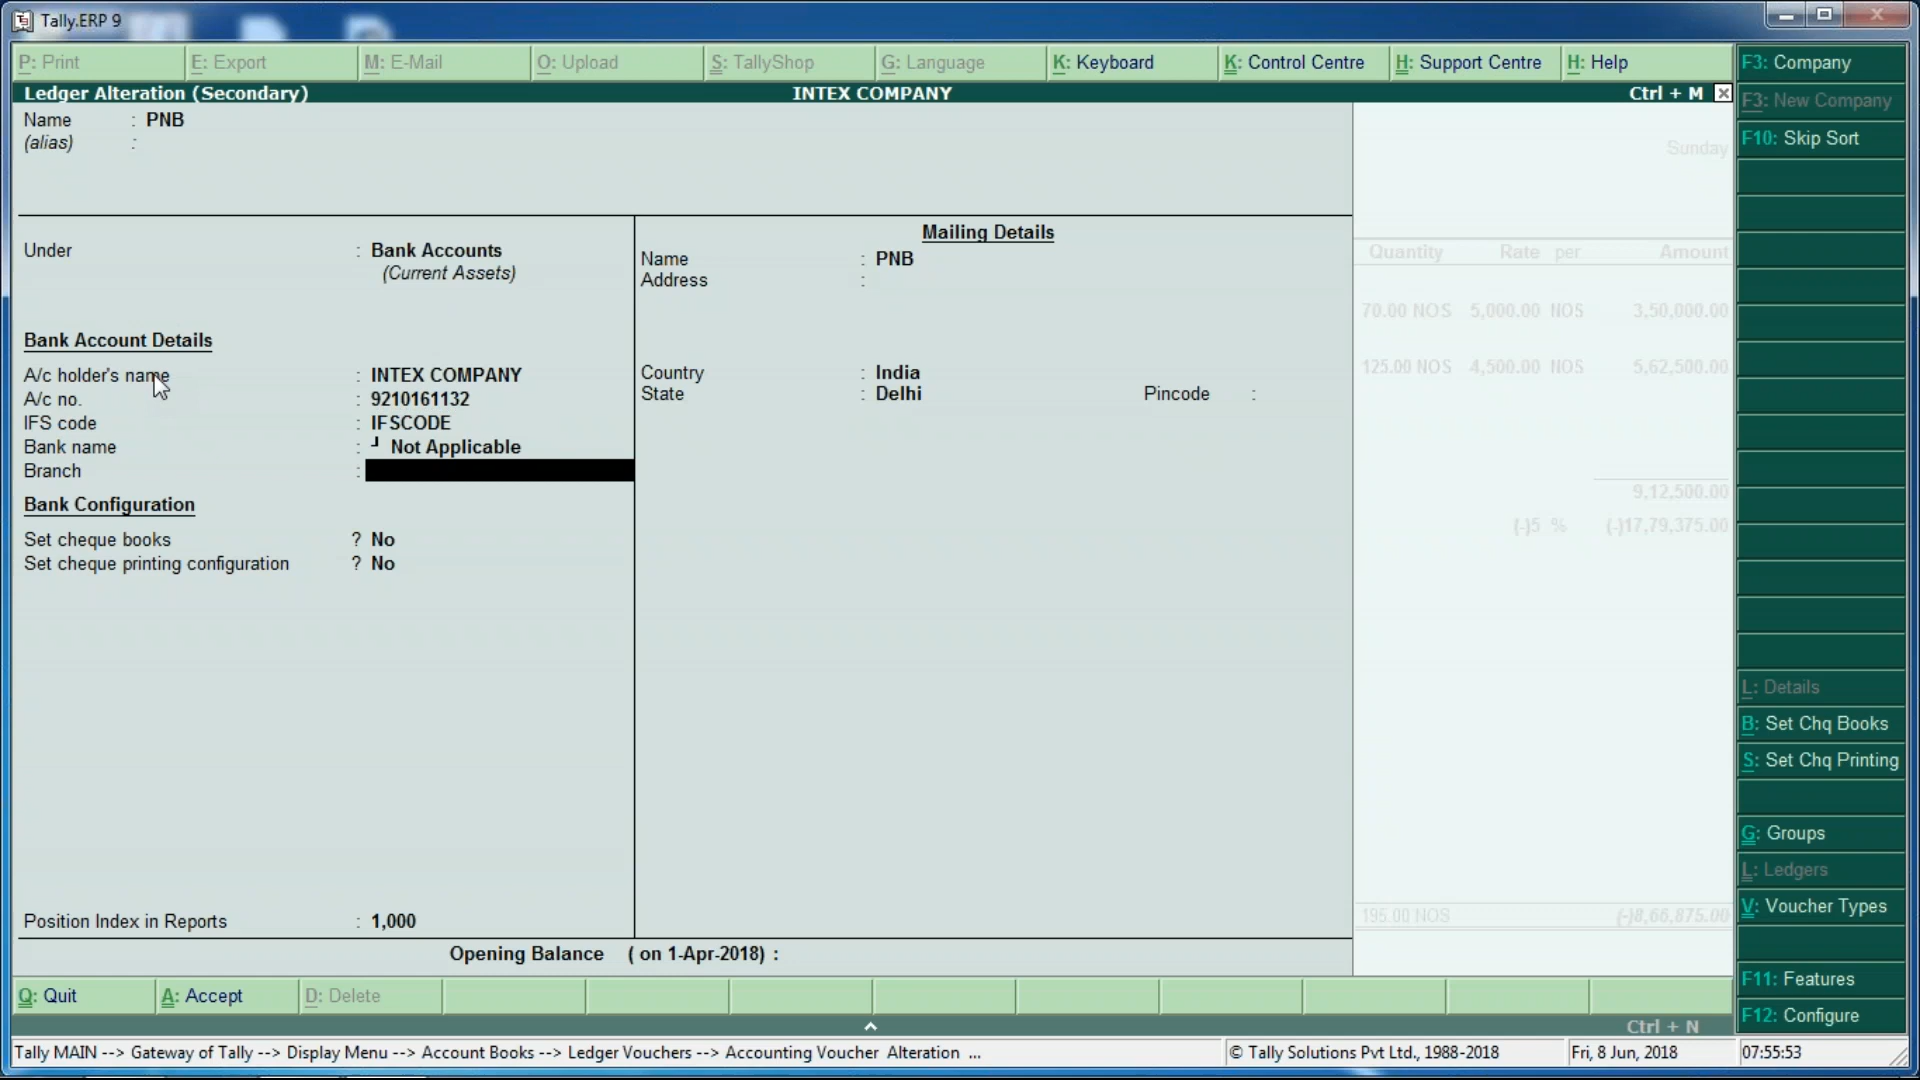 Tally.ERP 9
P: Print E: Export M: E-Mail O: Upload S: TallyShop G: Language K: Keyboard K: Control Centre H: Support Centre H: Help F3: Company
Ledger Alteration (Secondary) INTEX COMPANY Ctrl + M
F3: New Company
Name : PNB
(alias) :
F10: Skip Sort
Sunday
Mailing Details
Under : Bank Accounts
(Current Assets)
Name : PNB
Address :
Quantity Rate per Amount
70.00 NOS 5,000.00 NOS 3,50,000.00
Bank Account Details
A/c holder's name : INTEX COMPANY
A/c no. : 9210161132
IFS code : IFSCODE
Bank name : ┘ Not Applicable
Branch :
Country : India
State : Delhi Pincode :
125.00 NOS 4,500.00 NOS 5,62,500.00
9,12,500.00
(-)5 % (-)17,79,375.00
Bank Configuration
Set cheque books ? No
Set cheque printing configuration ? No
L: Details
B: Set Chq Books
S: Set Chq Printing
G: Groups
L: Ledgers
V: Voucher Types
Position Index in Reports : 1,000
195.00 NOS (-)8,66,875.00
Opening Balance ( on 1-Apr-2018) :
F11: Features
Q: Quit A: Accept D: Delete
F12: Configure
Ctrl + N
Tally MAIN --> Gateway of Tally --> Display Menu --> Account Books --> Ledger Vouchers --> Accounting Voucher Alteration ...
© Tally Solutions Pvt Ltd., 1988-2018 Fri, 8 Jun, 2018 07:55:53